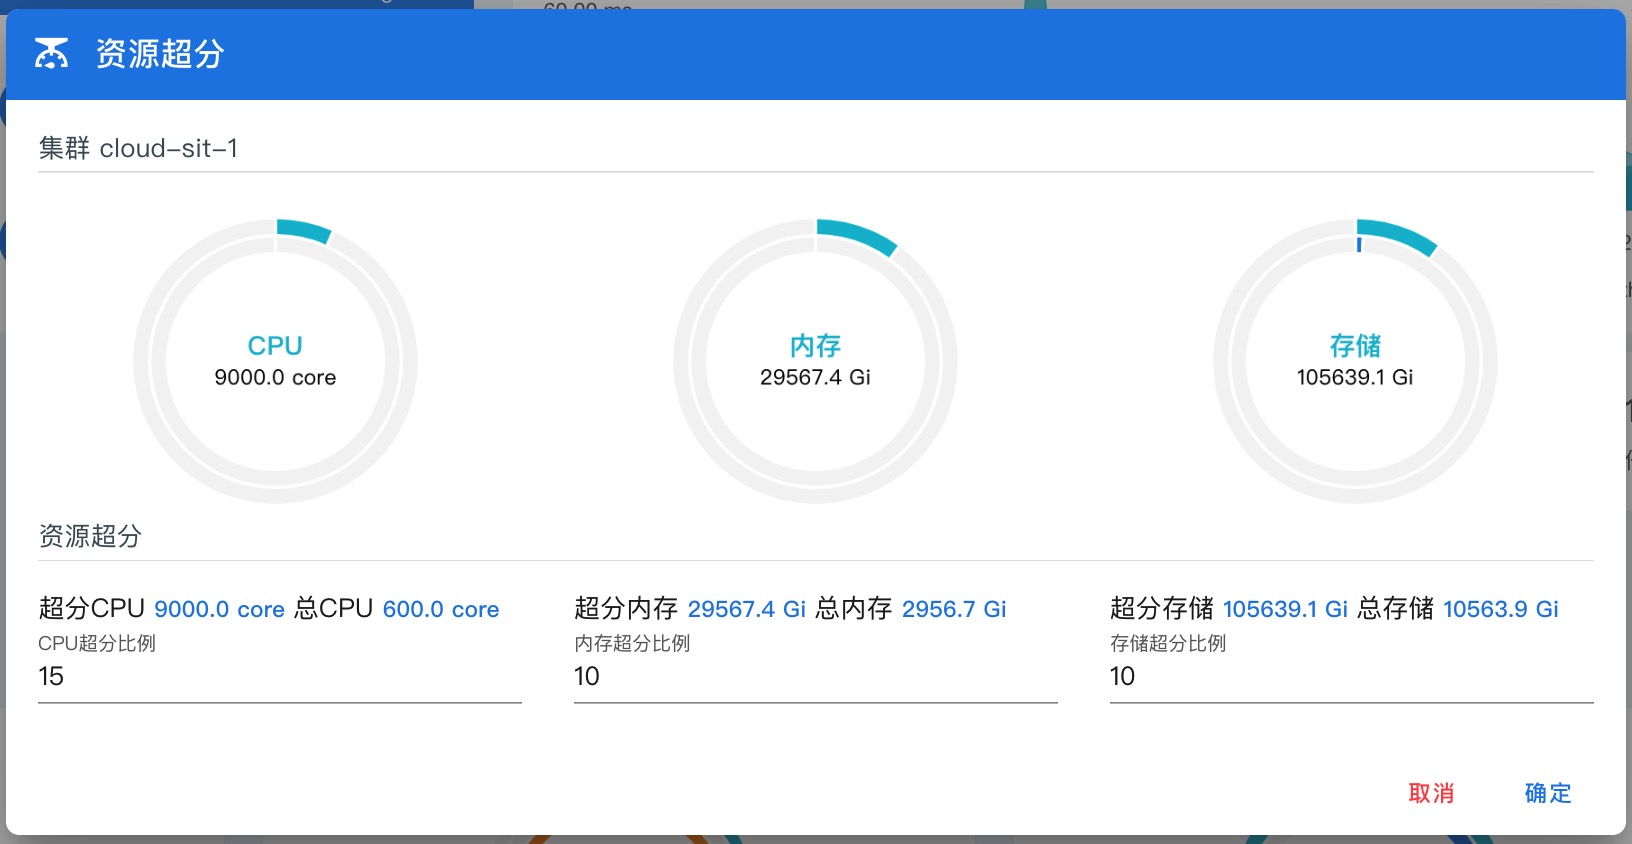 资源超分
集群 cloud-sit-1
CPU
9000.0 core
内存
29567.4 Gi
存储
105639.1 Gi
资源超分
超分CPU 9000.0 core 总CPU 600.0 core
CPU超分比例
15
超分内存 29567.4 Gi 总内存 2956.7 Gi
内存超分比例
10
超分存储 105639.1 Gi 总存储 10563.9 Gi
存储超分比例
10
取消
确定